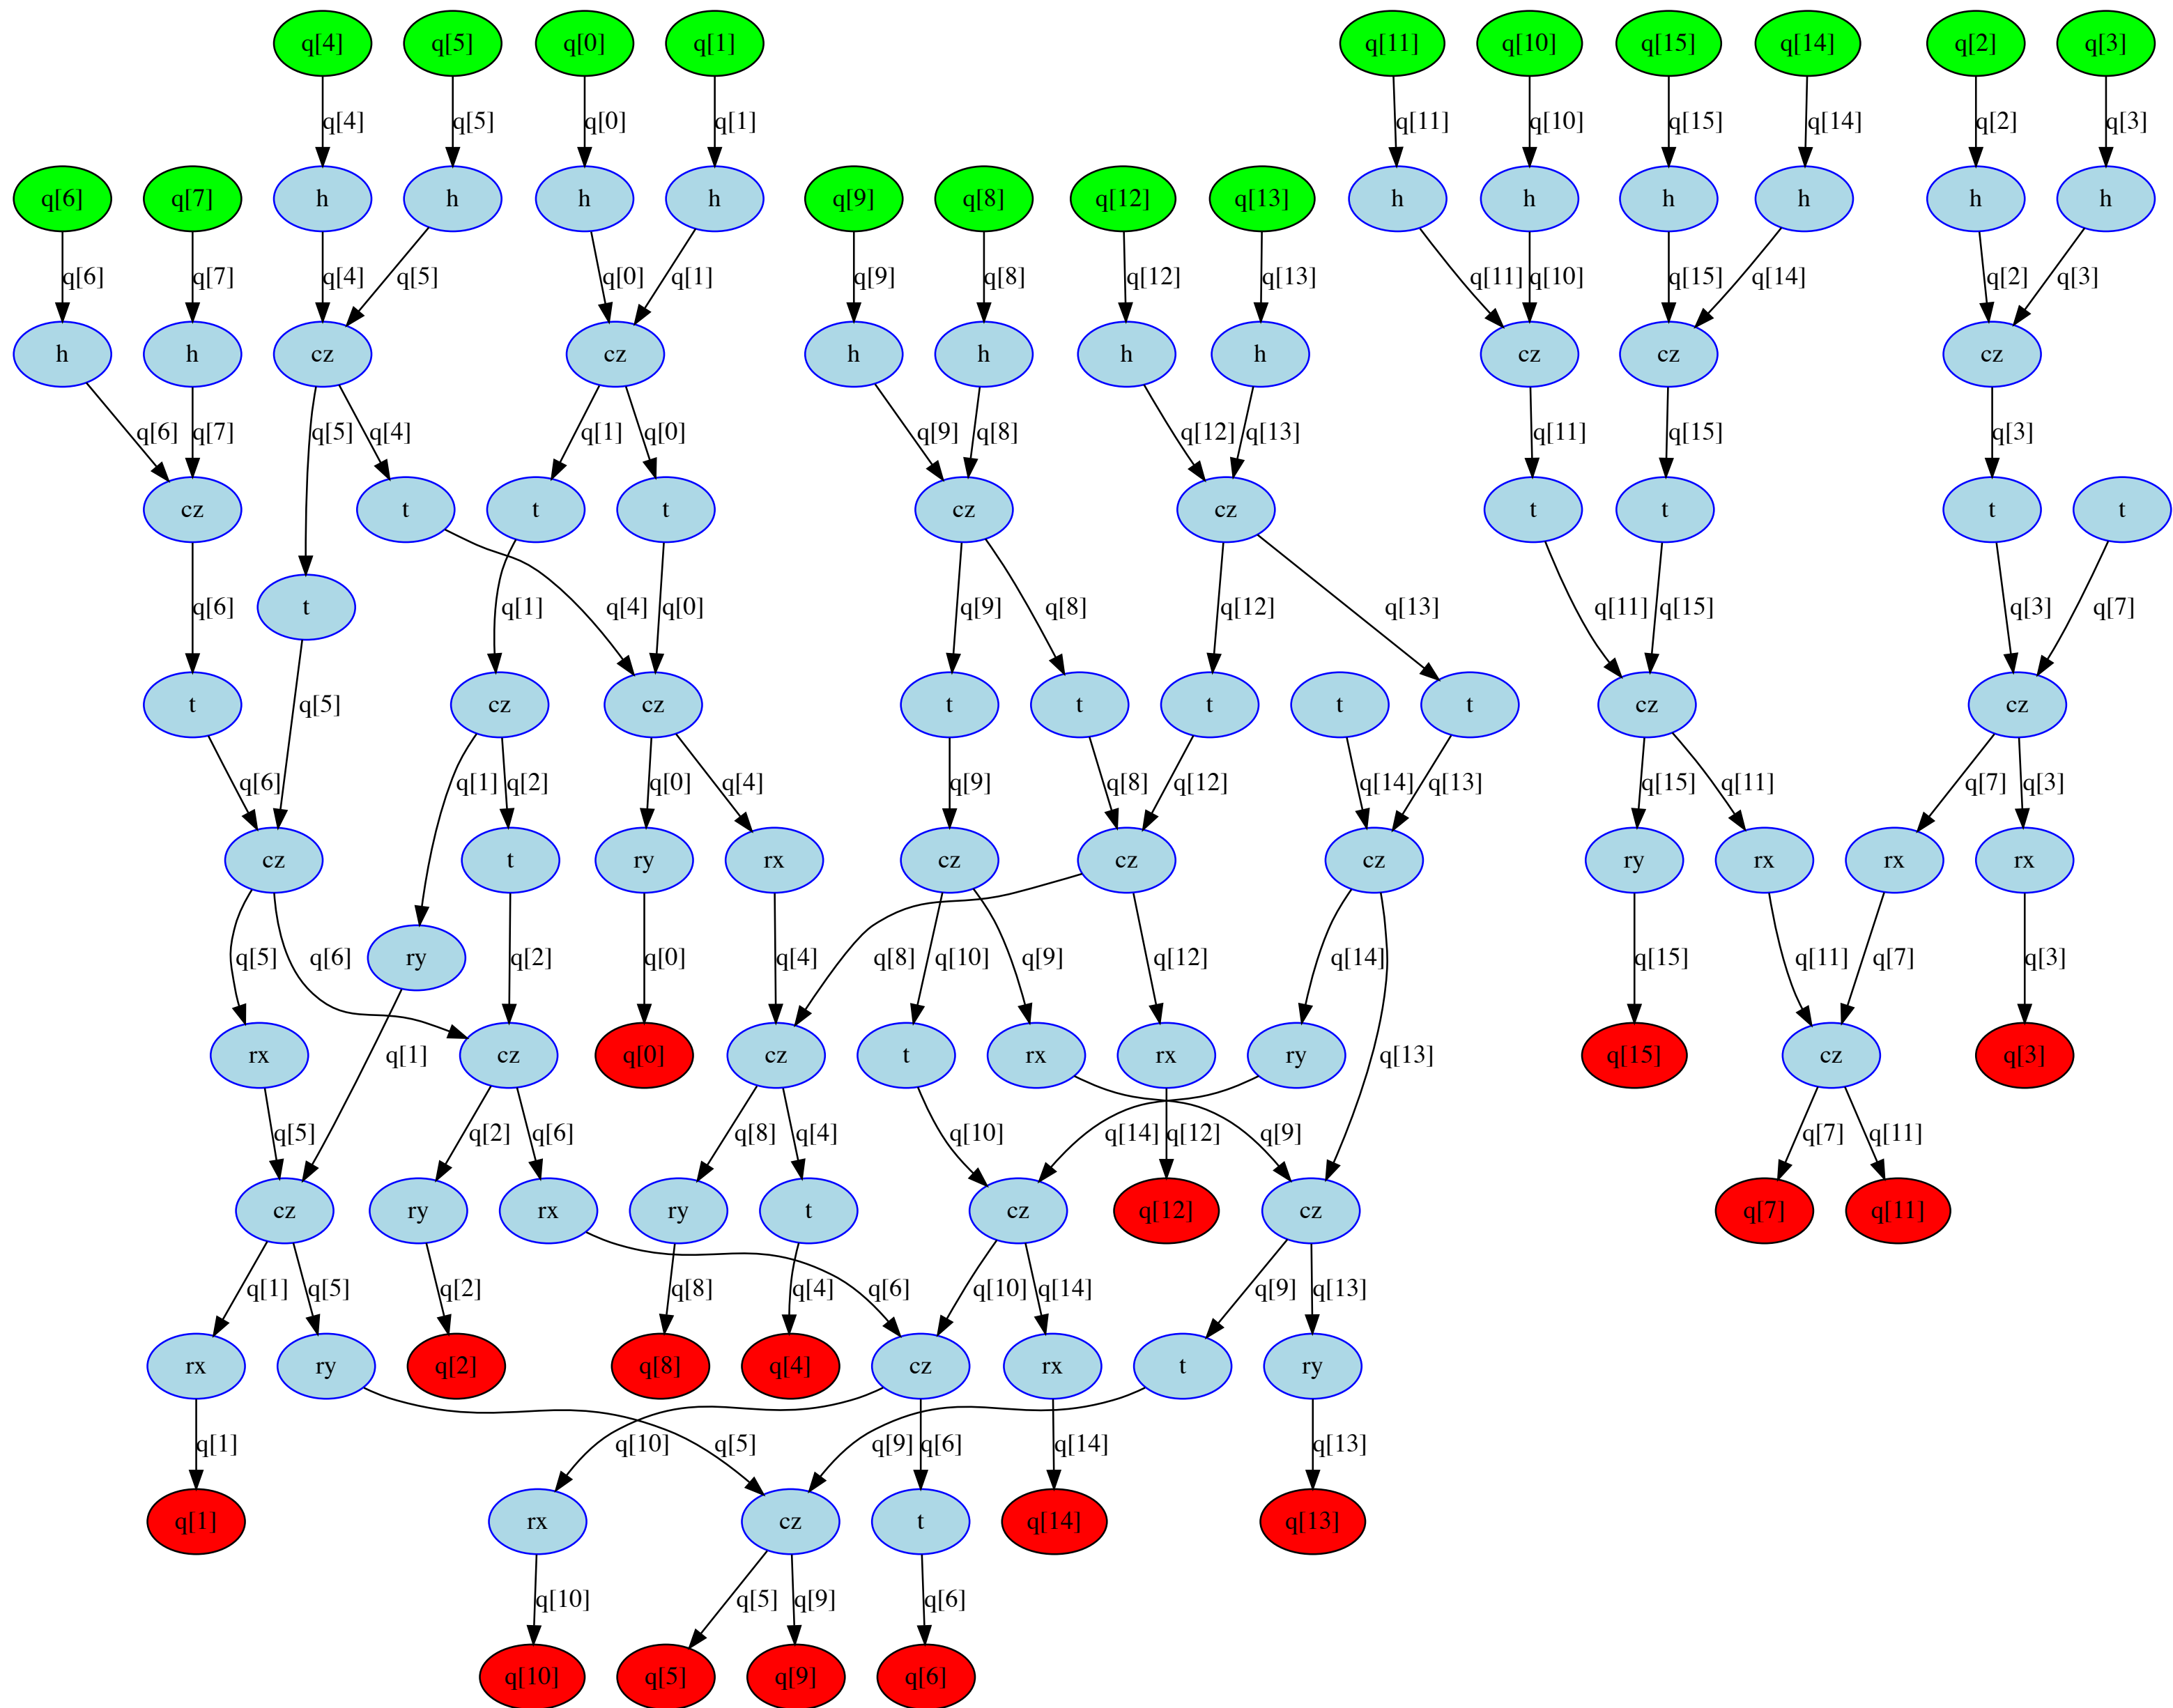 q[4] q[5] q[0] q[1] q[11] q[10] q[15] q[14] q[2] q[3]
q[4] q[5] q[0] q[1] q[11] q[10] q[15] q[14] q[2] q[3]
q[6] q[7] h h h h q[9] q[8] q[12] q[13] h h h h h h
q[6] q[7] q[4] q[5] q[0] q[1] q[9] q[8] q[12] q[13] q[11] q[10] q[15] q[14] q[2] q[3]
h h cz cz h h h h cz cz cz
q[6] q[7] q[5] q[4] q[1] q[0] q[9] q[8] q[12] q[13] q[11] q[15] q[3]
cz t t t cz cz t t t t
q[6] t q[1] q[4] q[0] q[9] q[8] q[12] q[13] q[11] q[15] q[3] q[7]
t q[5] cz cz t t t t t cz cz
q[6] q[1] q[2] q[0] q[4] q[9] q[8] q[12] q[14] q[13] q[15] q[11] q[7] q[3]
cz t ry rx cz cz cz ry rx rx rx
q[5] q[6] ry q[2] q[0] q[4] q[8] q[10] q[9] q[12] q[14] q[15] q[11] q[7] q[3]
rx q[1] cz q[0] cz t rx rx ry q[13] q[15] cz q[3]
q[5] q[2] q[6] q[8] q[4] q[10] q[14] q[12] q[9] q[7] q[11]
cz ry rx ry t cz q[12] cz q[7] q[11]
q[1] q[5] q[2] q[8] q[4] q[6] q[10] q[14] q[9] q[13]
rx ry q[2] q[8] q[4] cz rx t ry
q[1] q[10] q[5] q[9] q[6] q[14] q[13]
q[1] rx cz t q[14] q[13]
q[10] q[5] q[9] q[6]
q[10] q[5] q[9] q[6]